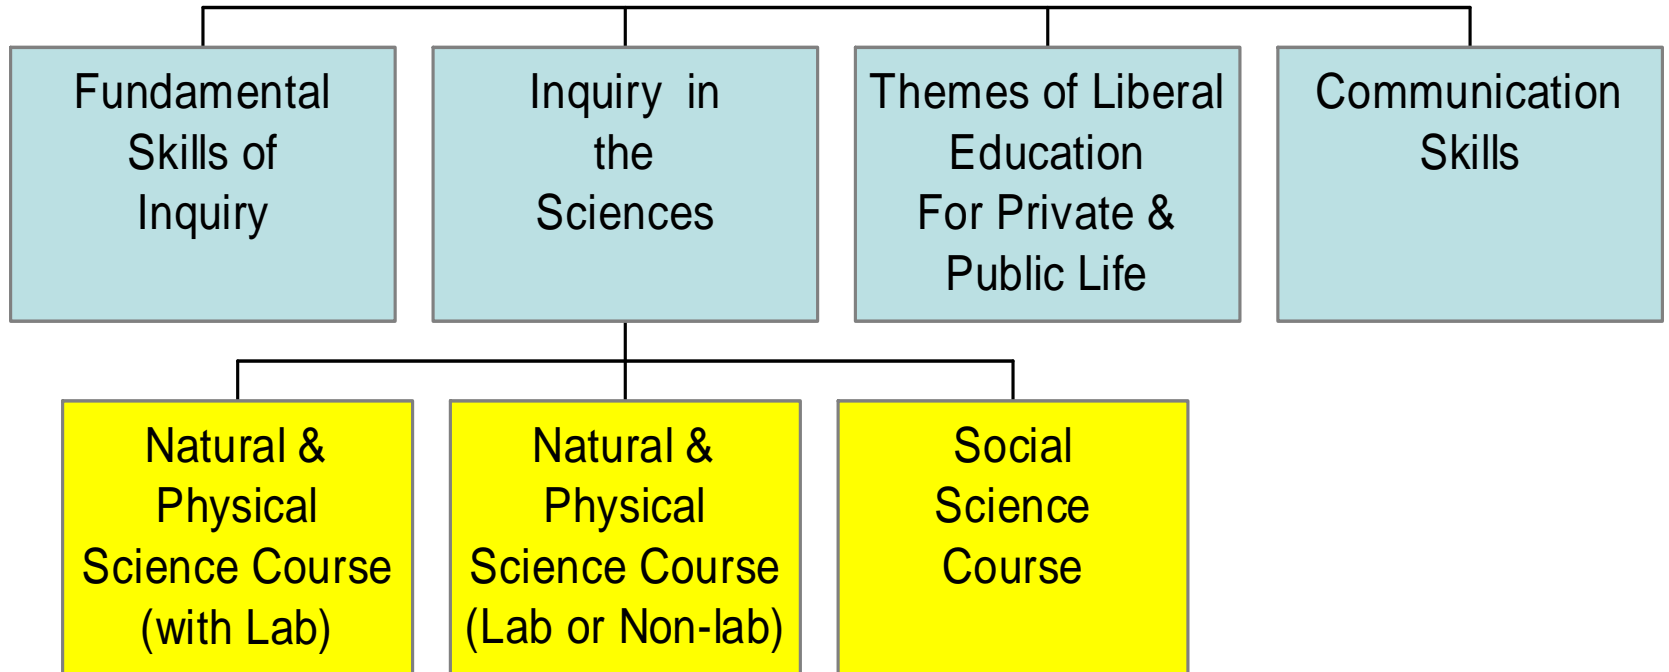 Fundamental
Skills of
Inquiry
Inquiry in
the
Sciences
Themes of Liberal
Education
For Private &
Public Life
Communication
Skills
Natural &
Physical
Science Course
(with Lab)
Natural &
Physical
Science Course
(Lab or Non-lab)
Social
Science
Course